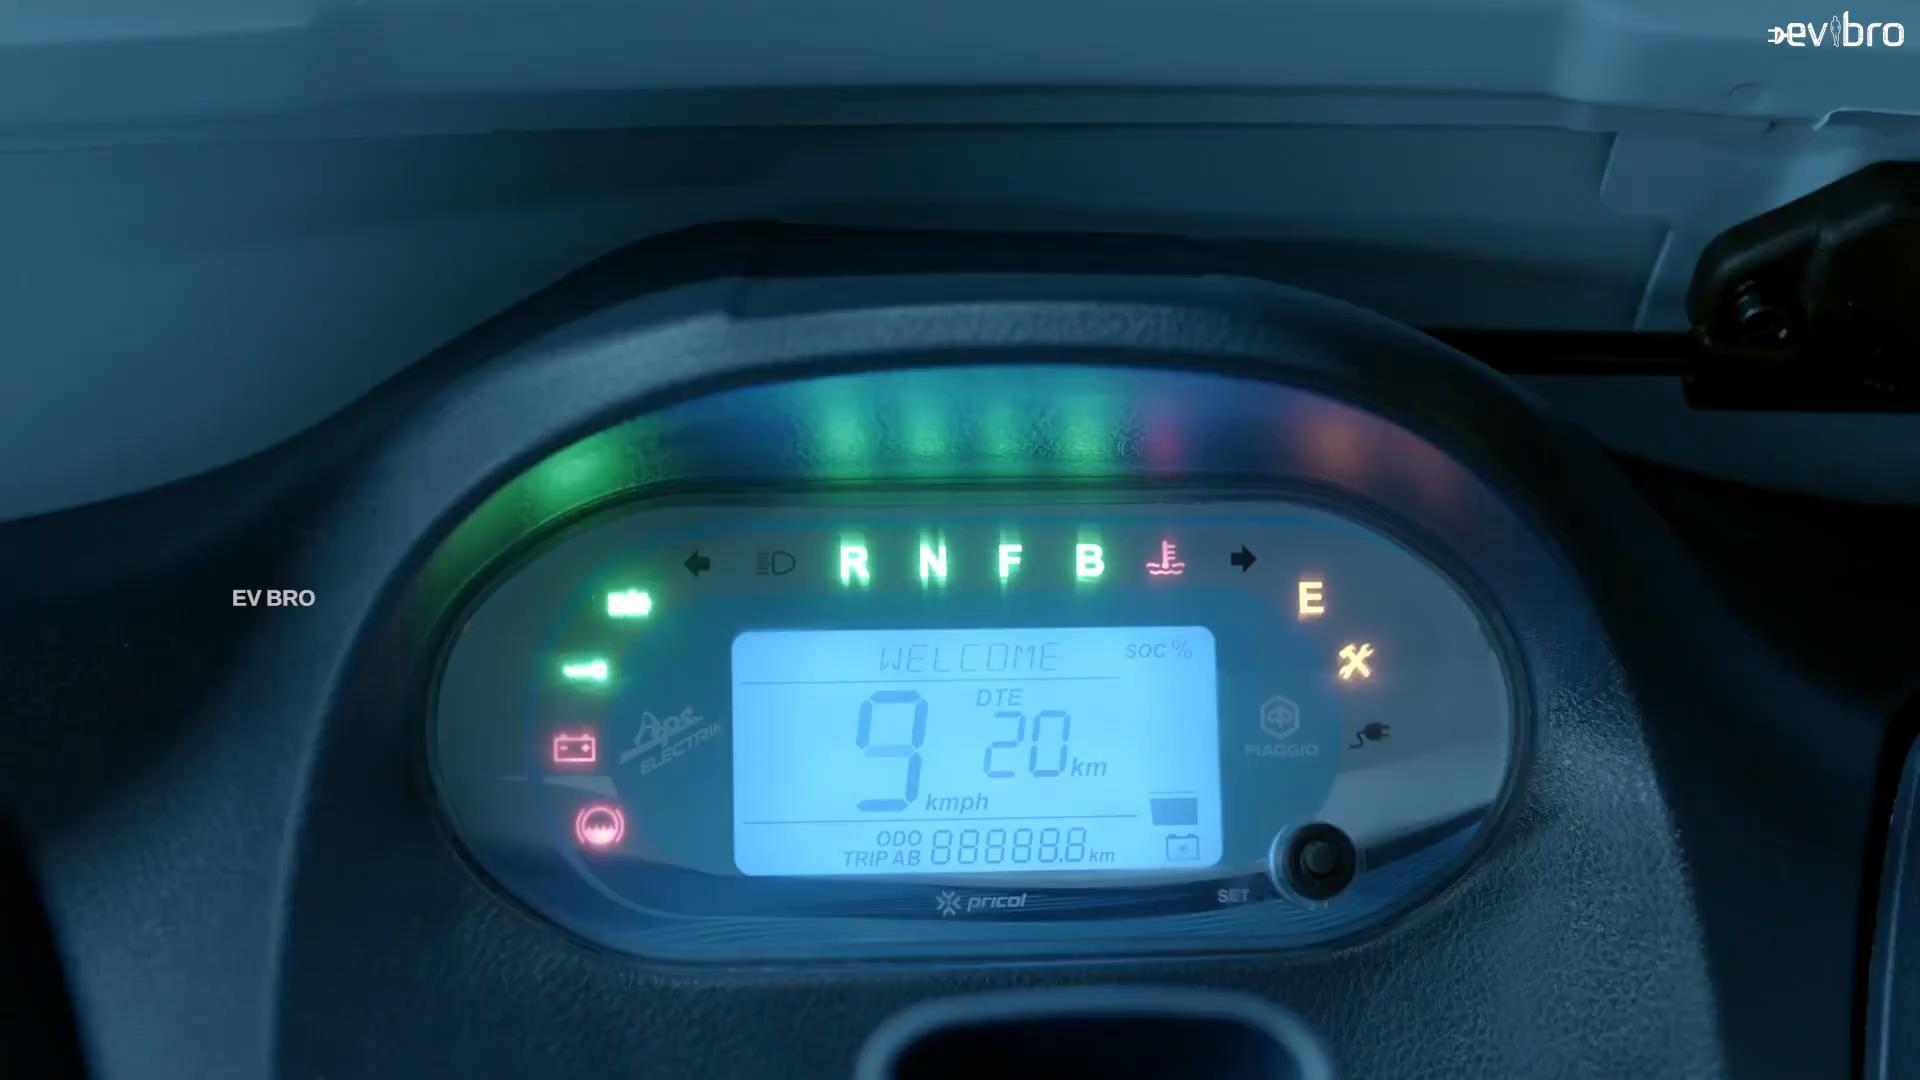 evbro
R N F B
E
EV BRO
WELCOME
SOC %
DTE
9 20 km
kmph
Ape
ELECTRIK
PIAGGIO
ODO
TRIP AB 888888.8 km
SET
pricol